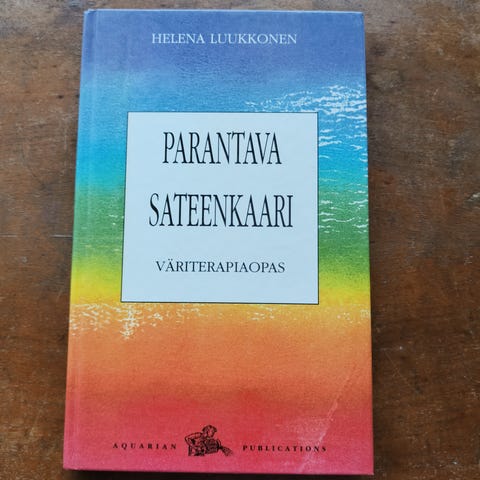 HELENA LUUKKONEN
PARANTAVA
SATEENKAARI
VÄRITERAPIAOPAS
AQUARIAN PUBLICATIONS